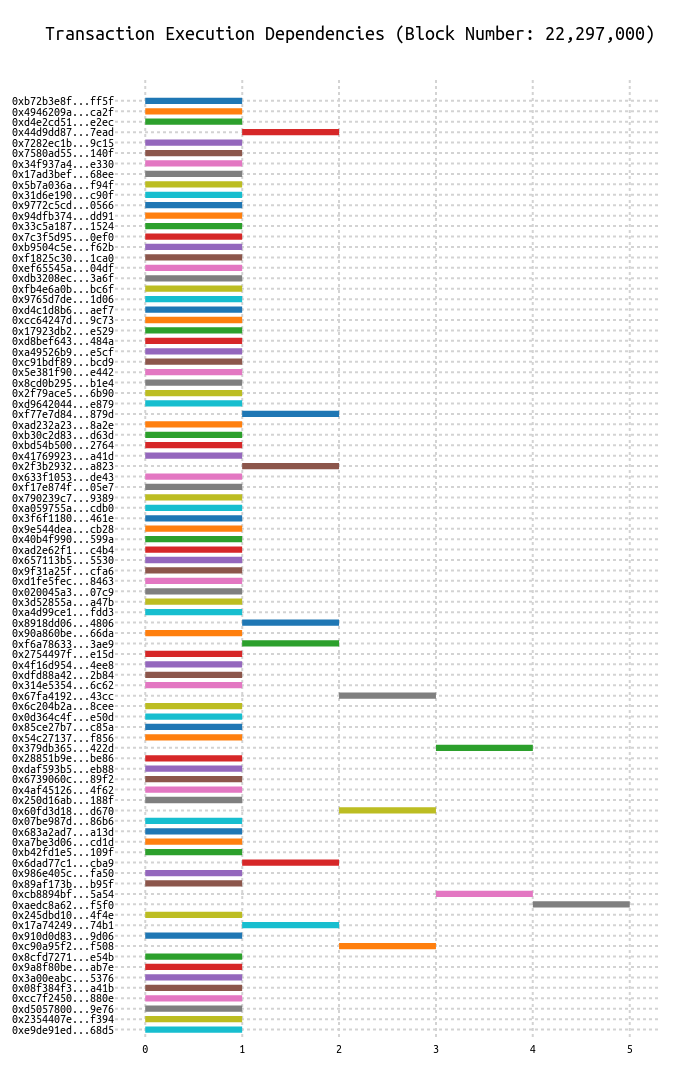 Transaction Execution Dependencies (Block Number: 22,297,000)
0xb72b3e8f...ff5f
0x4946209a...ca2f
0xd4e2cd51...e2ec
0x44d9dd87...7ead
0x7282ec1b...9c15
0x7580ad55...140f
0x34f937a4...e330
0x17ad3bef...68ee
0x5b7a036a...f94f
0x31d6e190...c90f
0x9772c5cd...0566
0x94dfb374...dd91
0x33c5a187...1524
0x7c3f5d95...0ef0
0xb9504c5e...f62b
0xf1825c30...1ca0
0xef65545a...04df
0xdb3208ec...3a6f
0xfb4e6a0b...bc6f
0x9765d7de...1d06
0xd4c1d8b6...aef7
0xcc64247d...9c73
0x17923db2...e529
0xd8bef643...484a
0xa49526b9...e5cf
0xc91bdf89...bcd9
0x5e381f90...e442
0x8cd0b295...b1e4
0x2f79ace5...6b90
0xd9642044...e879
0xf77e7d84...879d
0xad232a23...8a2e
0xb30c2d83...d63d
0xbd54b500...2764
0x41769923...a41d
0x2f3b2932...a823
0x633f1053...de43
0xf17e874f...05e7
0x790239c7...9389
0xa059755a...cdb0
0x3f6f1180...461e
0x9e544dea...cb28
0x40b4f990...599a
0xad2e62f1...c4b4
0x657113b5...5530
0x9f31a25f...cfa6
0xd1fe5fec...8463
0x020045a3...07c9
0x3d52855a...a47b
0xa4d99ce1...fdd3
0x8918dd06...4806
0x90a860be...66da
0xf6a78633...3ae9
0x2754497f...e15d
0x4f16d954...4ee8
0xdfd88a42...2b84
0x314e5354...6c62
0x67fa4192...43cc
0x6c204b2a...8cee
0x0d364c4f...e50d
0x85ce27b7...c85a
0x54c27137...f856
0x379db365...422d
0x28851b9e...be86
0xdaf593b5...eb88
0x6739060c...89f2
0x4af45126...4f62
0x250d16ab...188f
0x60fd3d18...d670
0x07be987d...86b6
0x683a2ad7...a13d
0xa7be3d06...cd1d
0xb42fd1e5...109f
0x6dad77c1...cba9
0x986e405c...fa50
0x89af173b...b95f
0xcb8894bf...5a54
0xaedc8a62...f5f0
0x245dbd10...4f4e
0x17a74249...74b1
0x910d0d83...9d06
0xc90a95f2...f508
0x8cfd7271...e54b
0x9a8f80be...ab7e
0x3a00eabc...5376
0x08f384f3...a41b
0xcc7f2450...880e
0xd5057800...9e76
0x2354407e...f394
0xe9de91ed...68d5
0 1 2 3 4 5